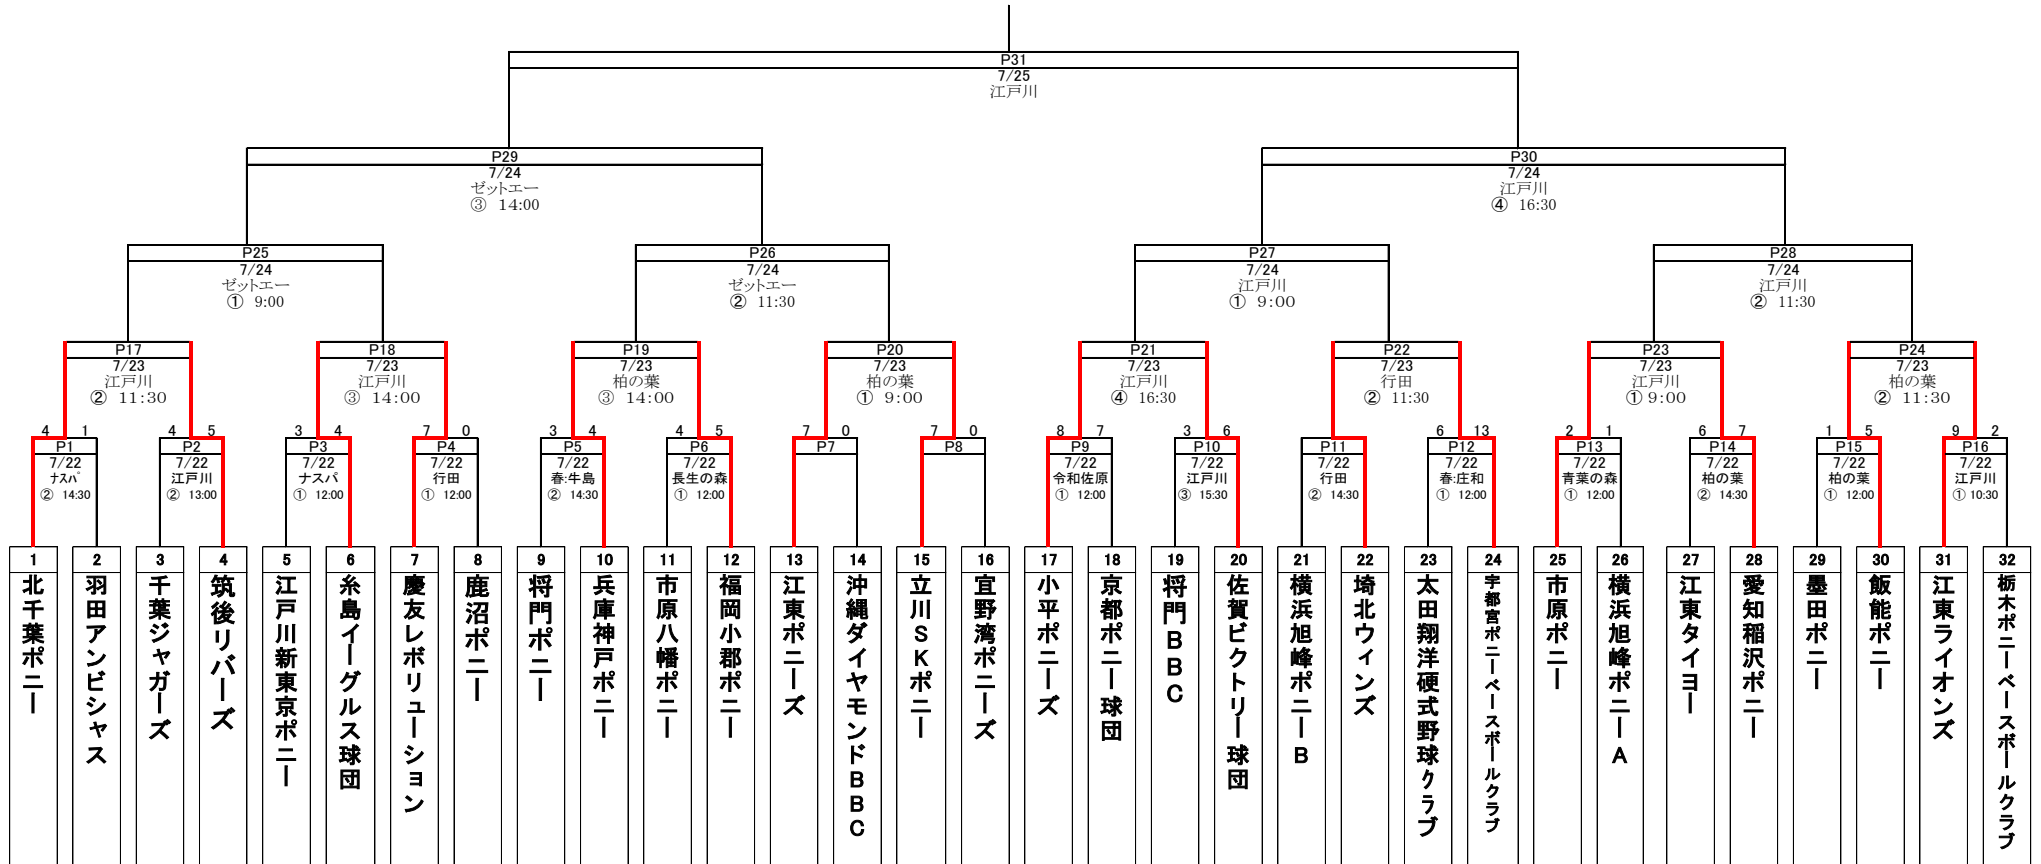 P31
7/25
江戸川
P29
7/24
ゼットエー
③ 14:00
P30
7/24
江戸川
④ 16:30
P25
7/24
ゼットエー
① 9:00
P26
7/24
ゼットエー
② 11:30
P27
7/24
江戸川
① 9:00
P28
7/24
江戸川
② 11:30
P17
7/23
江戸川
② 11:30
P18
7/23
江戸川
③ 14:00
P19
7/23
柏の葉
③ 14:00
P20
7/23
柏の葉
① 9:00
P21
7/23
江戸川
④ 16:30
P22
7/23
行田
② 11:30
P23
7/23
江戸川
① 9:00
P24
7/23
柏の葉
② 11:30
4 1
P1
7/22
ナスパ
② 14:30
4 5
P2
7/22
江戸川
② 13:00
3 4
P3
7/22
ナスパ
① 12:00
7 0
P4
7/22
行田
① 12:00
3 4
P5
7/22
春:牛島
② 14:30
4 5
P6
7/22
長生の森
① 12:00
7 0
P7
7 0
P8
8 7
P9
7/22
令和佐原
① 12:00
3 6
P10
7/22
江戸川
③ 15:30
P11
7/22
行田
② 14:30
6 13
P12
7/22
春:庄和
① 12:00
2 1
P13
7/22
青葉の森
① 12:00
6 7
P14
7/22
柏の葉
② 14:30
1 5
P15
7/22
柏の葉
① 12:00
9 2
P16
7/22
江戸川
① 10:30
1
北千葉ポニー
2
羽田アンビシャス
3
千葉ジャガーズ
4
筑後リバーズ
5
江戸川新東京ポニー
6
糸島イーグルス球団
7
慶友レボリューション
8
鹿沼ポニー
9
将門ポニー
10
兵庫神戸ポニー
11
市原八幡ポニー
12
福岡小郡ポニー
13
江東ポニーズ
14
沖縄ダイヤモンドBBC
15
立川SKポニー
16
宜野湾ポニーズ
17
小平ポニーズ
18
京都ポニー球団
19
将門BBC
20
佐賀ビクトリー球団
21
横浜旭峰ポニーB
22
埼北ウィンズ
23
太田翔洋硬式野球クラブ
24
宇都宮ポニーベースボールクラブ
25
市原ポニー
26
横浜旭峰ポニーA
27
江東タイヨー
28
愛知稲沢ポニー
29
墨田ポニー
30
飯能ポニー
31
江東ライオンズ
32
栃木ポニーベースボールクラブ